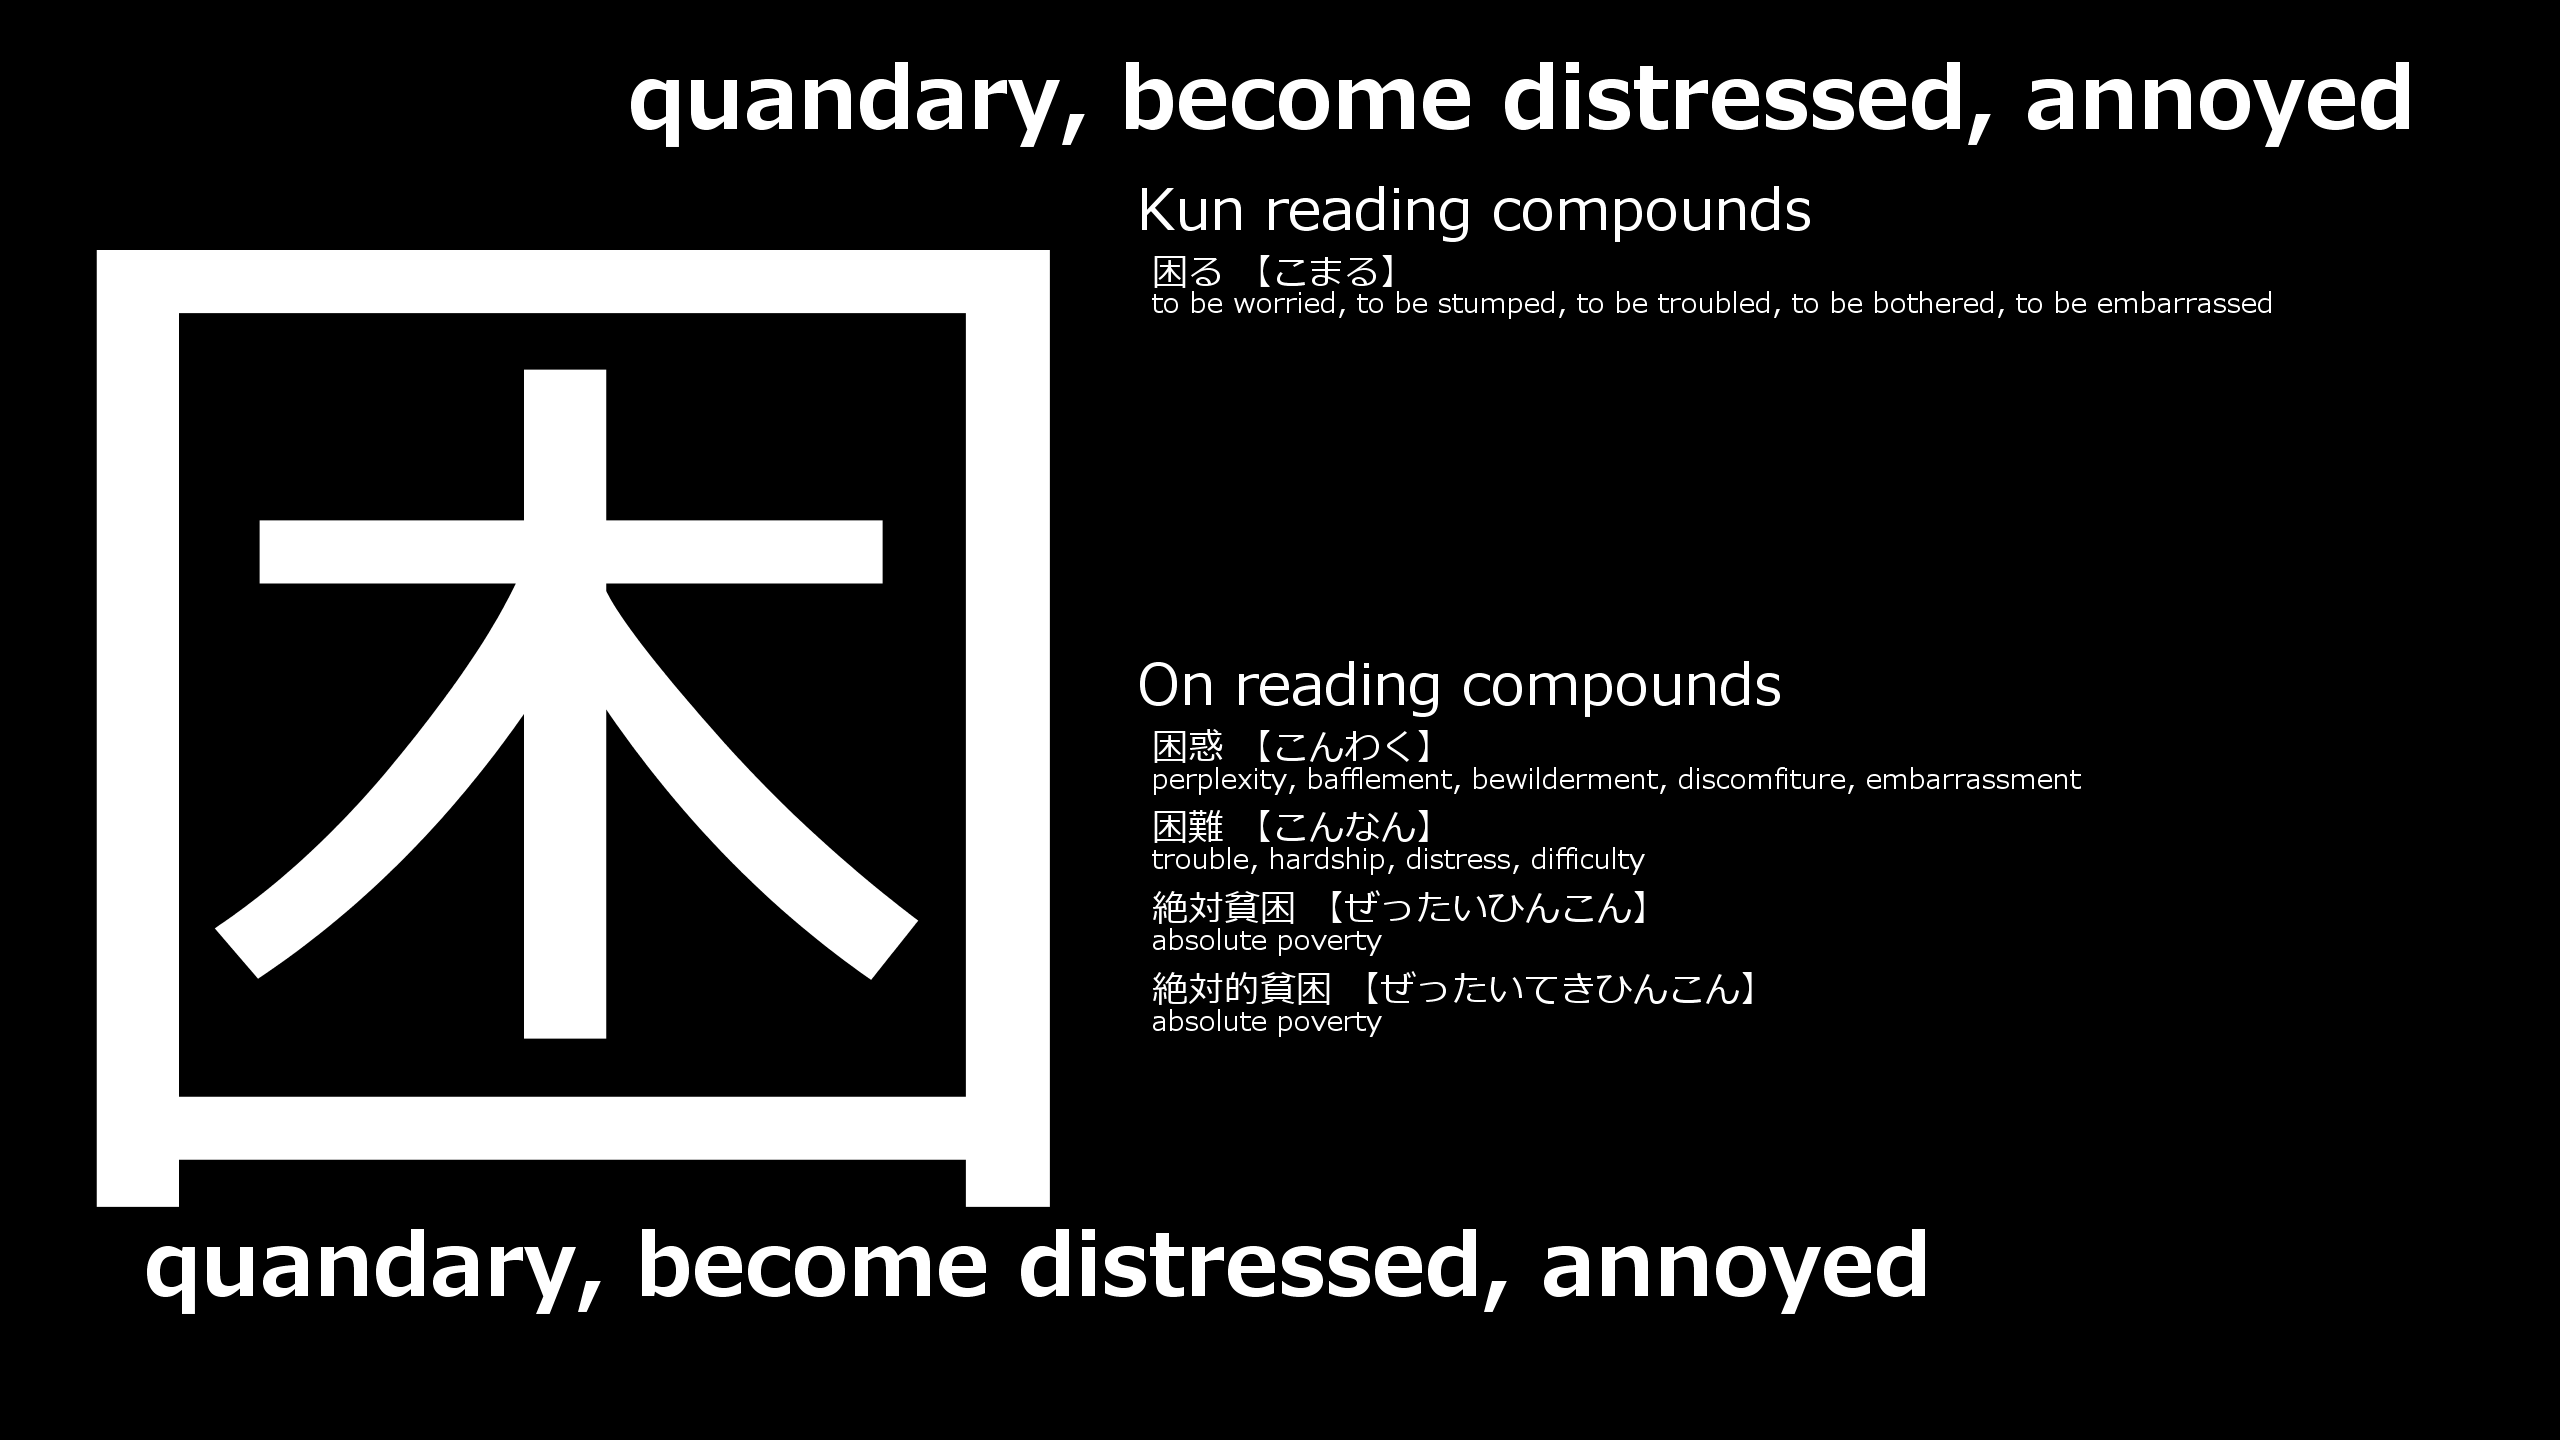 quandary, become distressed, annoyed
困
Kun reading compounds
困る 【こまる】
to be worried, to be stumped, to be troubled, to be bothered, to be embarrassed
On reading compounds
困惑 【こんわく】
perplexity, bafflement, bewilderment, discomfiture, embarrassment
困難 【こんなん】
trouble, hardship, distress, difficulty
絶対貧困 【ぜったいひんこん】
absolute poverty
絶対的貧困 【ぜったいてきひんこん】
absolute poverty
quandary, become distressed, annoyed